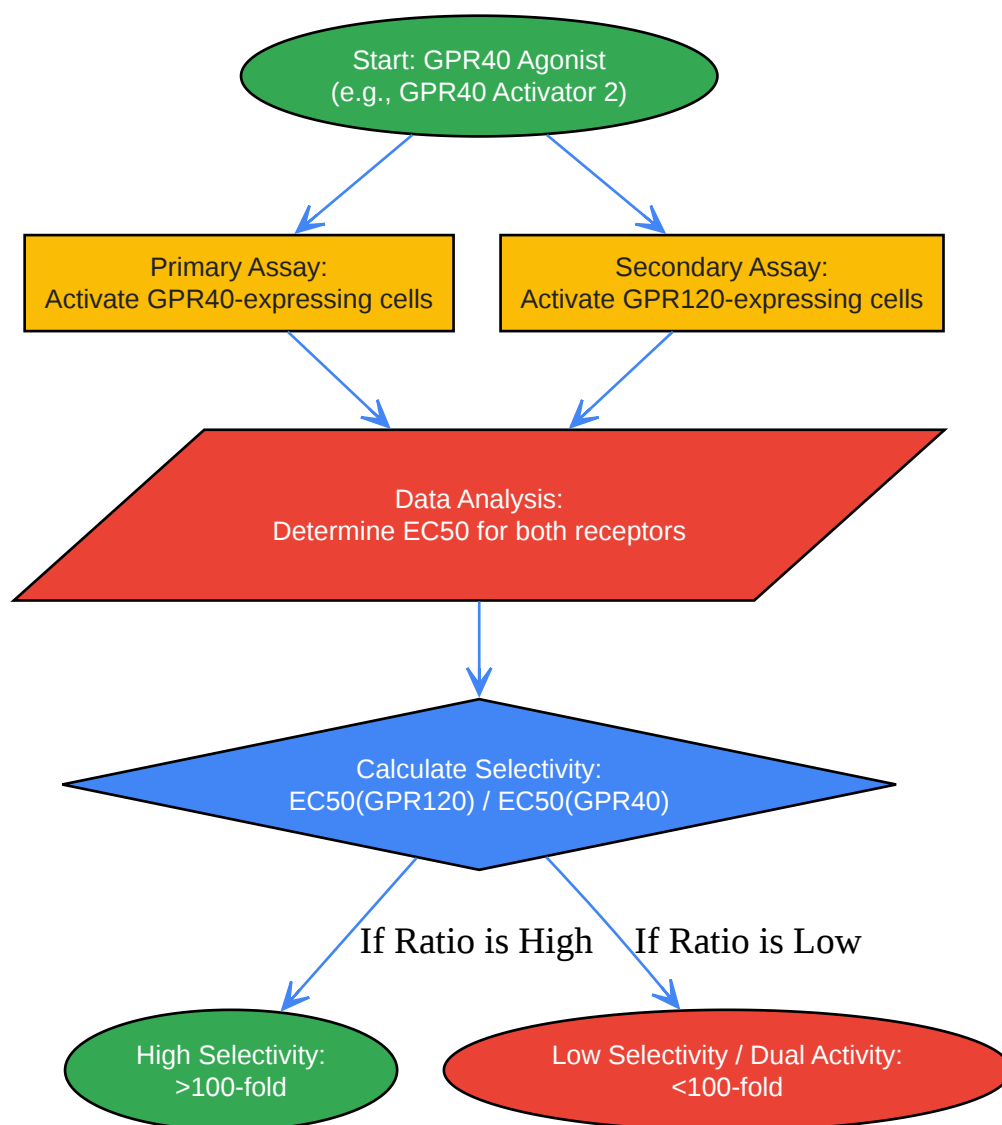 Start: GPR40 Agonist
(e.g., GPR40 Activator 2)
Primary Assay:
Activate GPR40-expressing cells
Secondary Assay:
Activate GPR120-expressing cells
Data Analysis:
Determine EC50 for both receptors
Calculate Selectivity:
EC50(GPR120) / EC50(GPR40)
If Ratio is High
If Ratio is Low
High Selectivity:
>100-fold
Low Selectivity / Dual Activity:
<100-fold